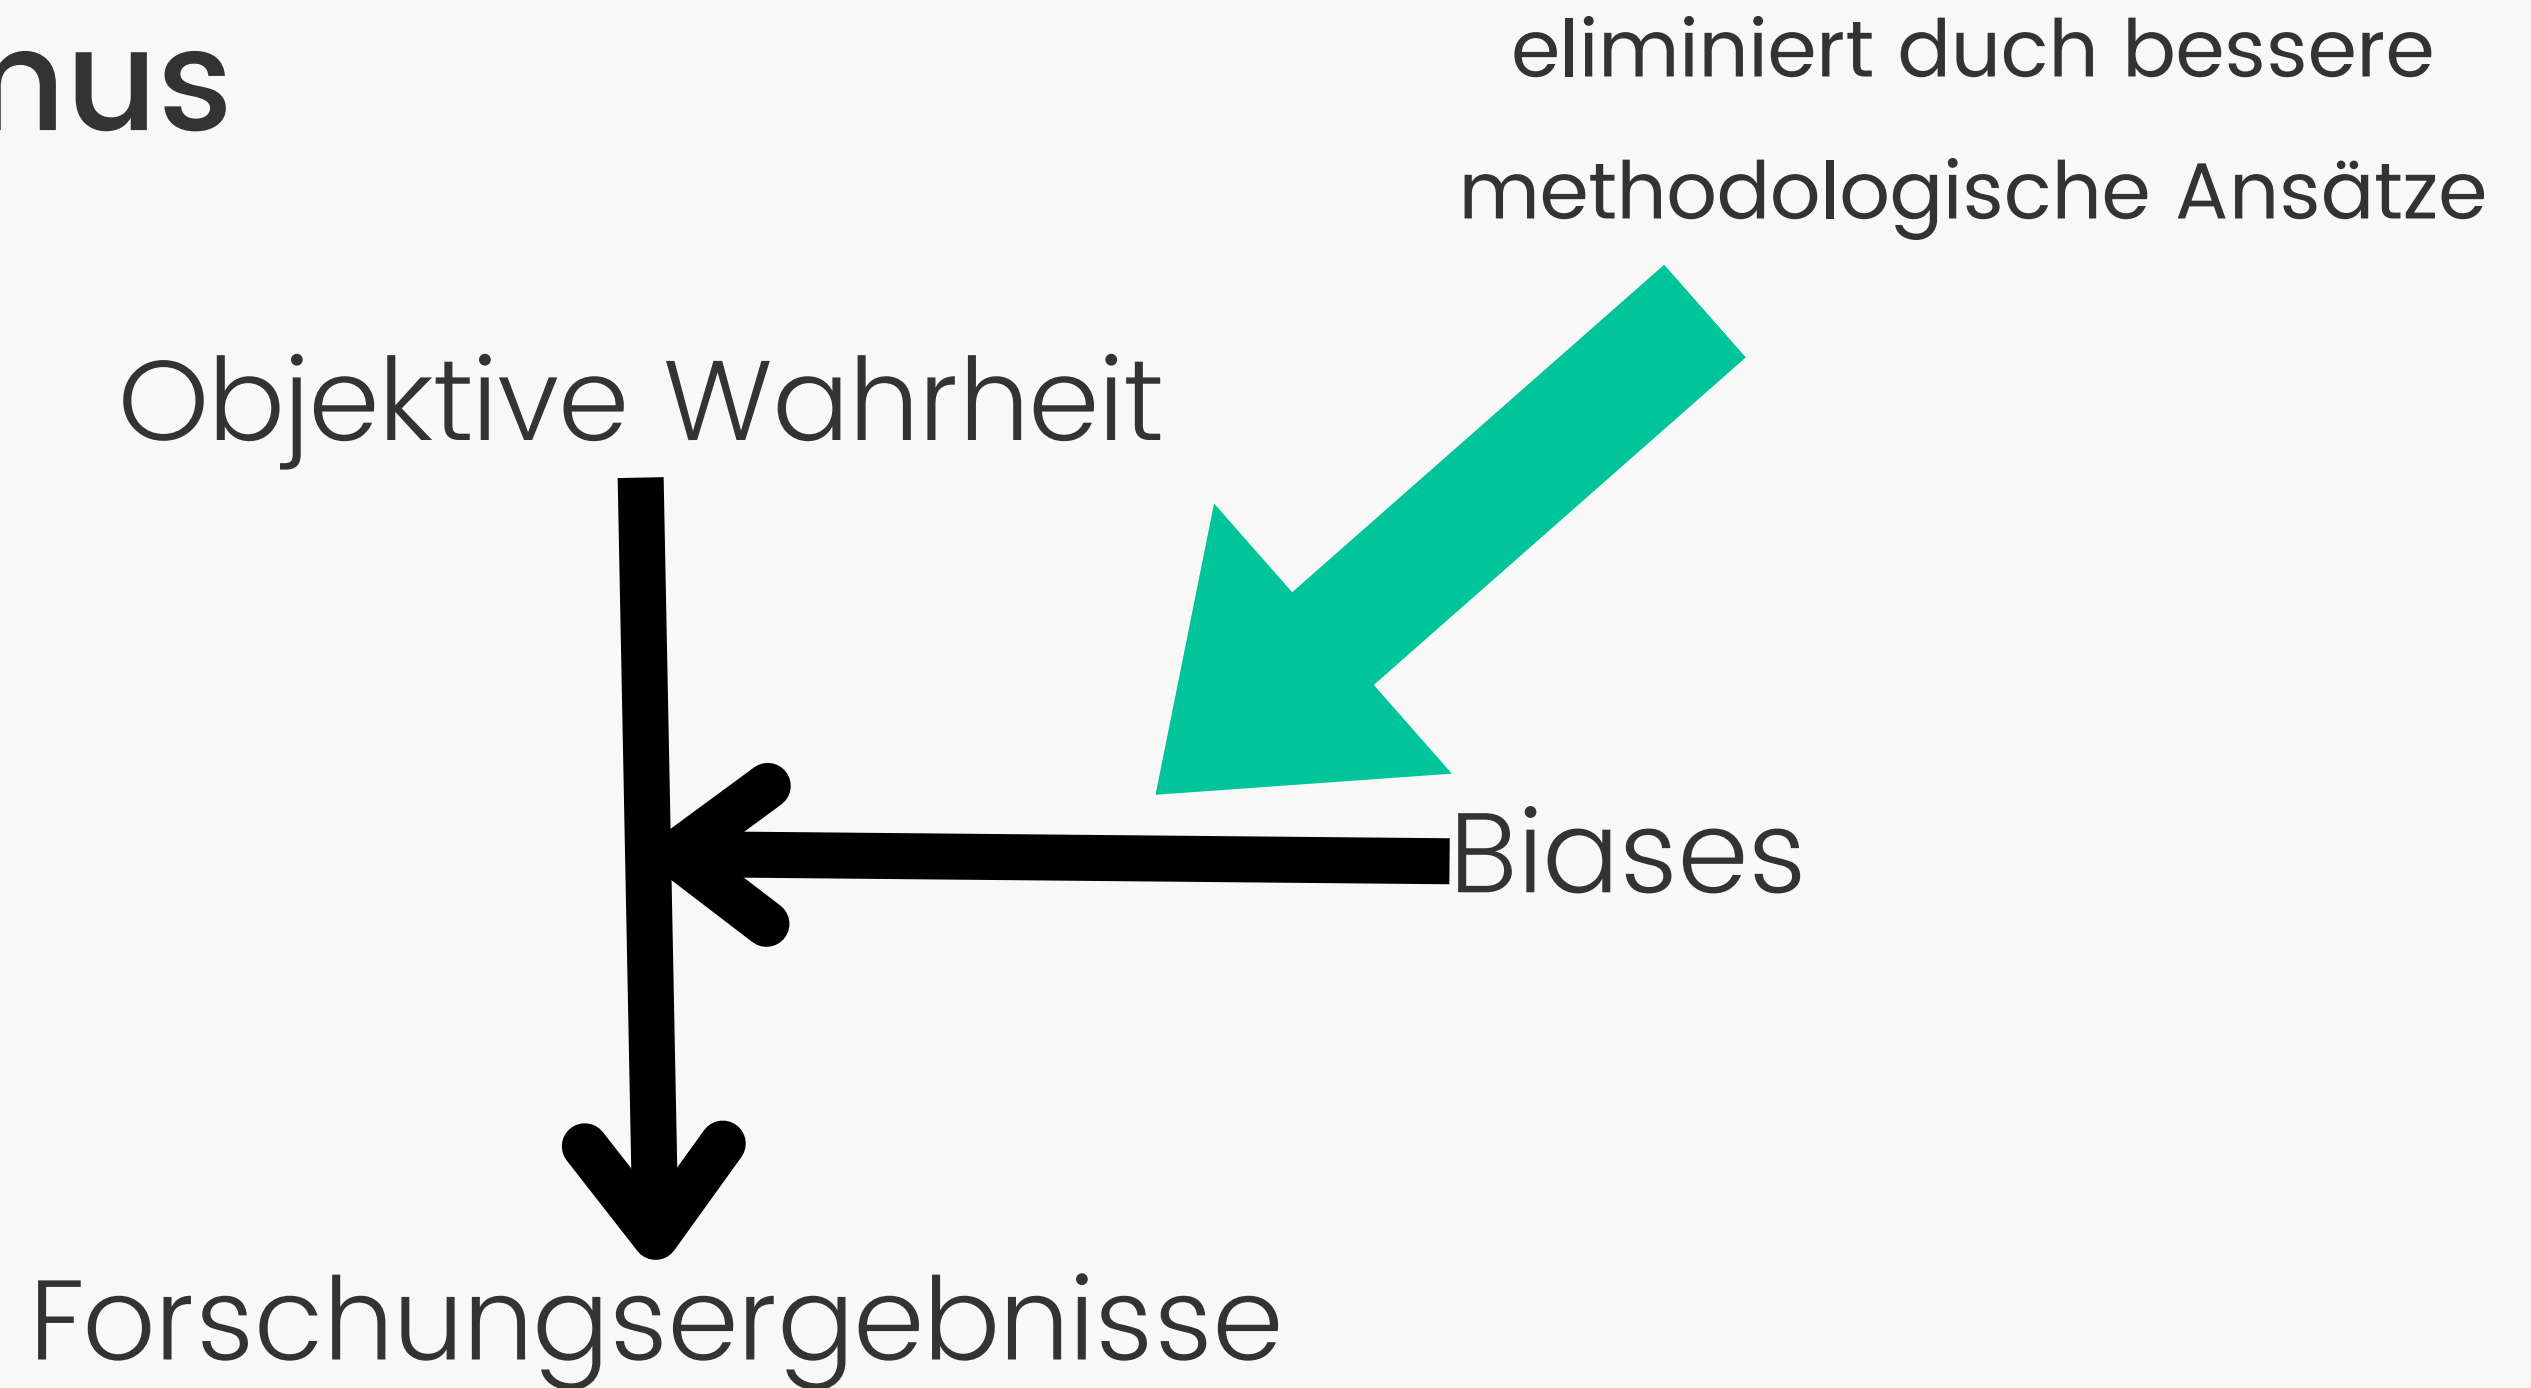 nus
eliminiert duch bessere
methodologische Ansätze
Objektive Wahrheit
Biases
Forschungsergebnisse